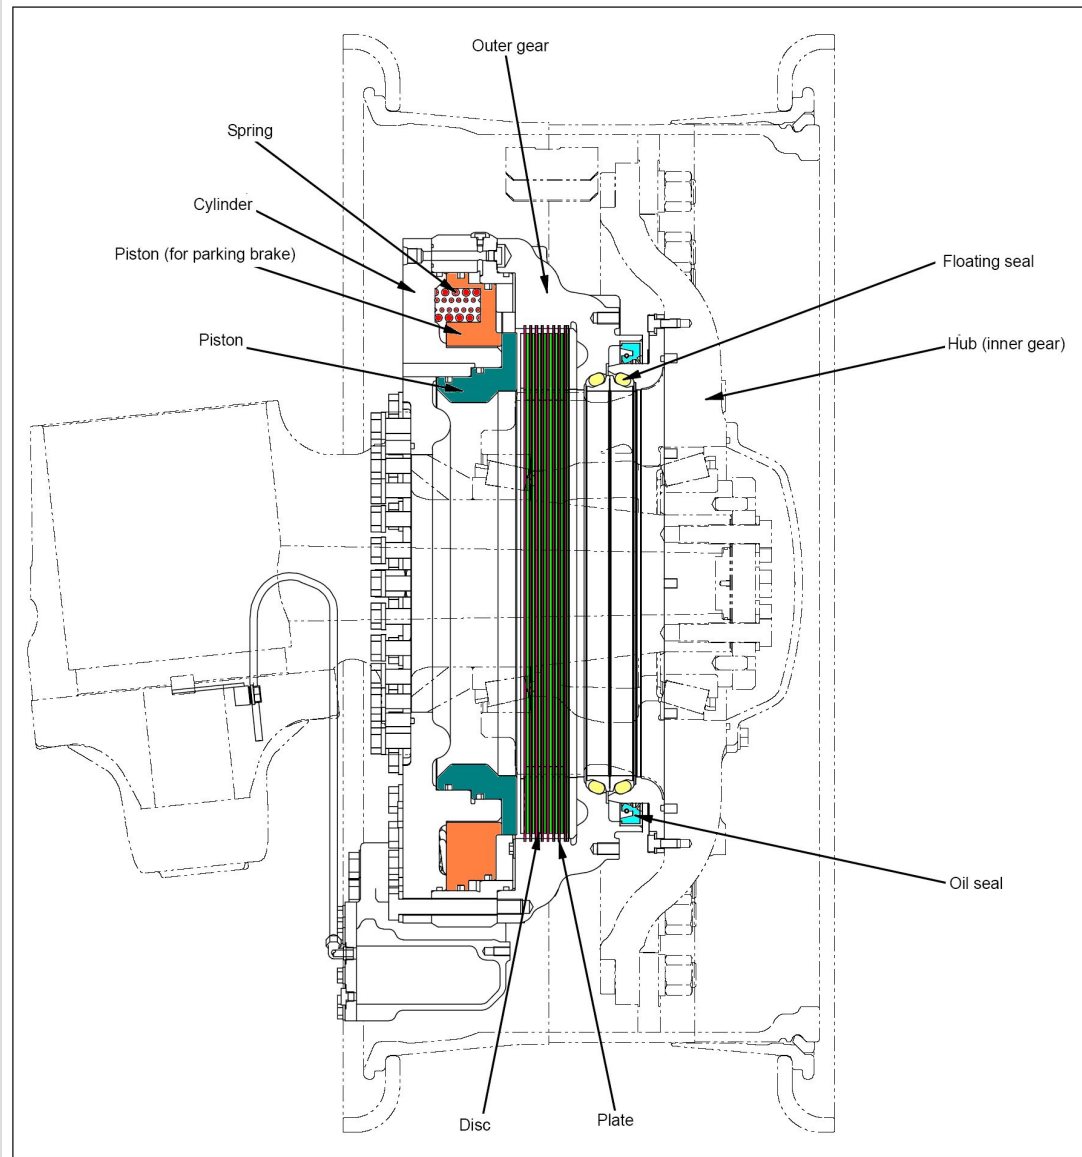 Outer gear
Spring
Cylinder
Piston (for parking brake)
Floating seal
Piston
Hub (inner gear)
Oil seal
Plate
Disc